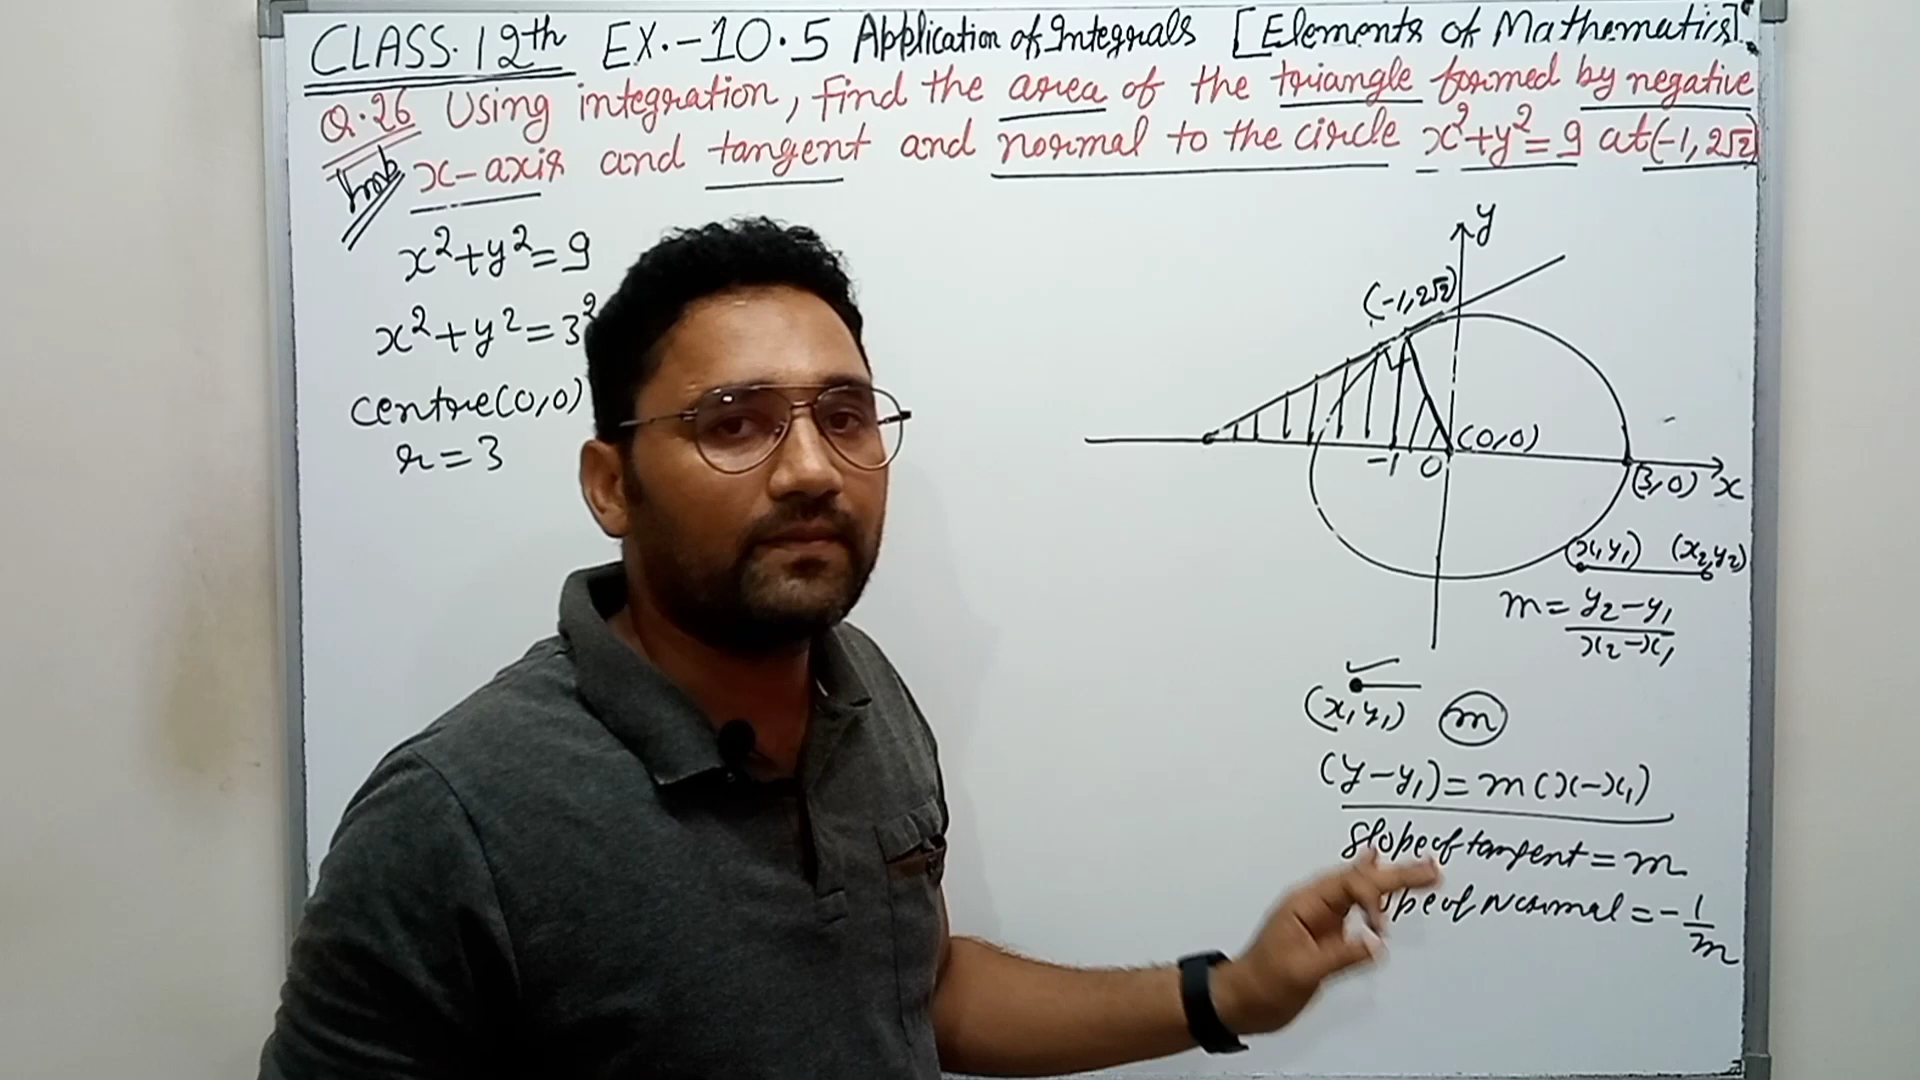 CLASS. 12th EX.-10.5 Application of Integrals [Elements of Mathematics]
Q.26 Using integration, Find the area of the triangle formed by negative
Imp x-axis and tangent and normal to the circle x²+y²=9 at(-1, 2√2)
x²+y²=9
x²+y²=3²
centre(0,0)
r=3
y
(-1,2√2)
(0,0)
-1 0
(3,0) x
(x,y₁) (x₂,y₂)
m= y₂-y₁
x₂-x₁
(x,y₁) m
(y-y₁)=m(x-x₁)
Slope of tangent = m
ope of Normal = -1/m